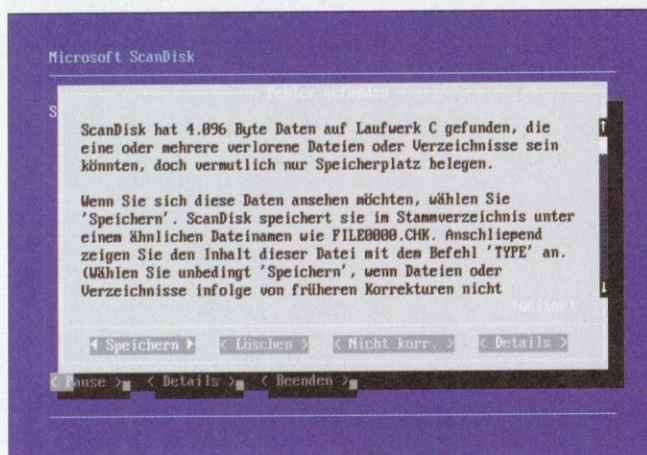 Microsoft ScanDisk
Fehler gefunden
S
ScanDisk hat 4.096 Byte Daten auf Laufwerk C gefunden, die
eine oder mehrere verlorene Dateien oder Verzeichnisse sein
könnten, doch vermutlich nur Speicherplatz belegen.
Wenn Sie sich diese Daten ansehen möchten, wählen Sie
'Speichern'. ScanDisk speichert sie im Stammverzeichnis unter
einem ähnlichen Dateinamen wie FILE0000.CHK. Anschließend
zeigen Sie den Inhalt dieser Datei mit dem Befehl 'TYPE' an.
(Wählen Sie unbedingt 'Speichern', wenn Dateien oder
Verzeichnisse infolge von früheren Korrekturen nicht
(weiter)
◄ Speichern ► < Löschen > < Nicht korr. > < Details >
< Pause > < Details > < Beenden >